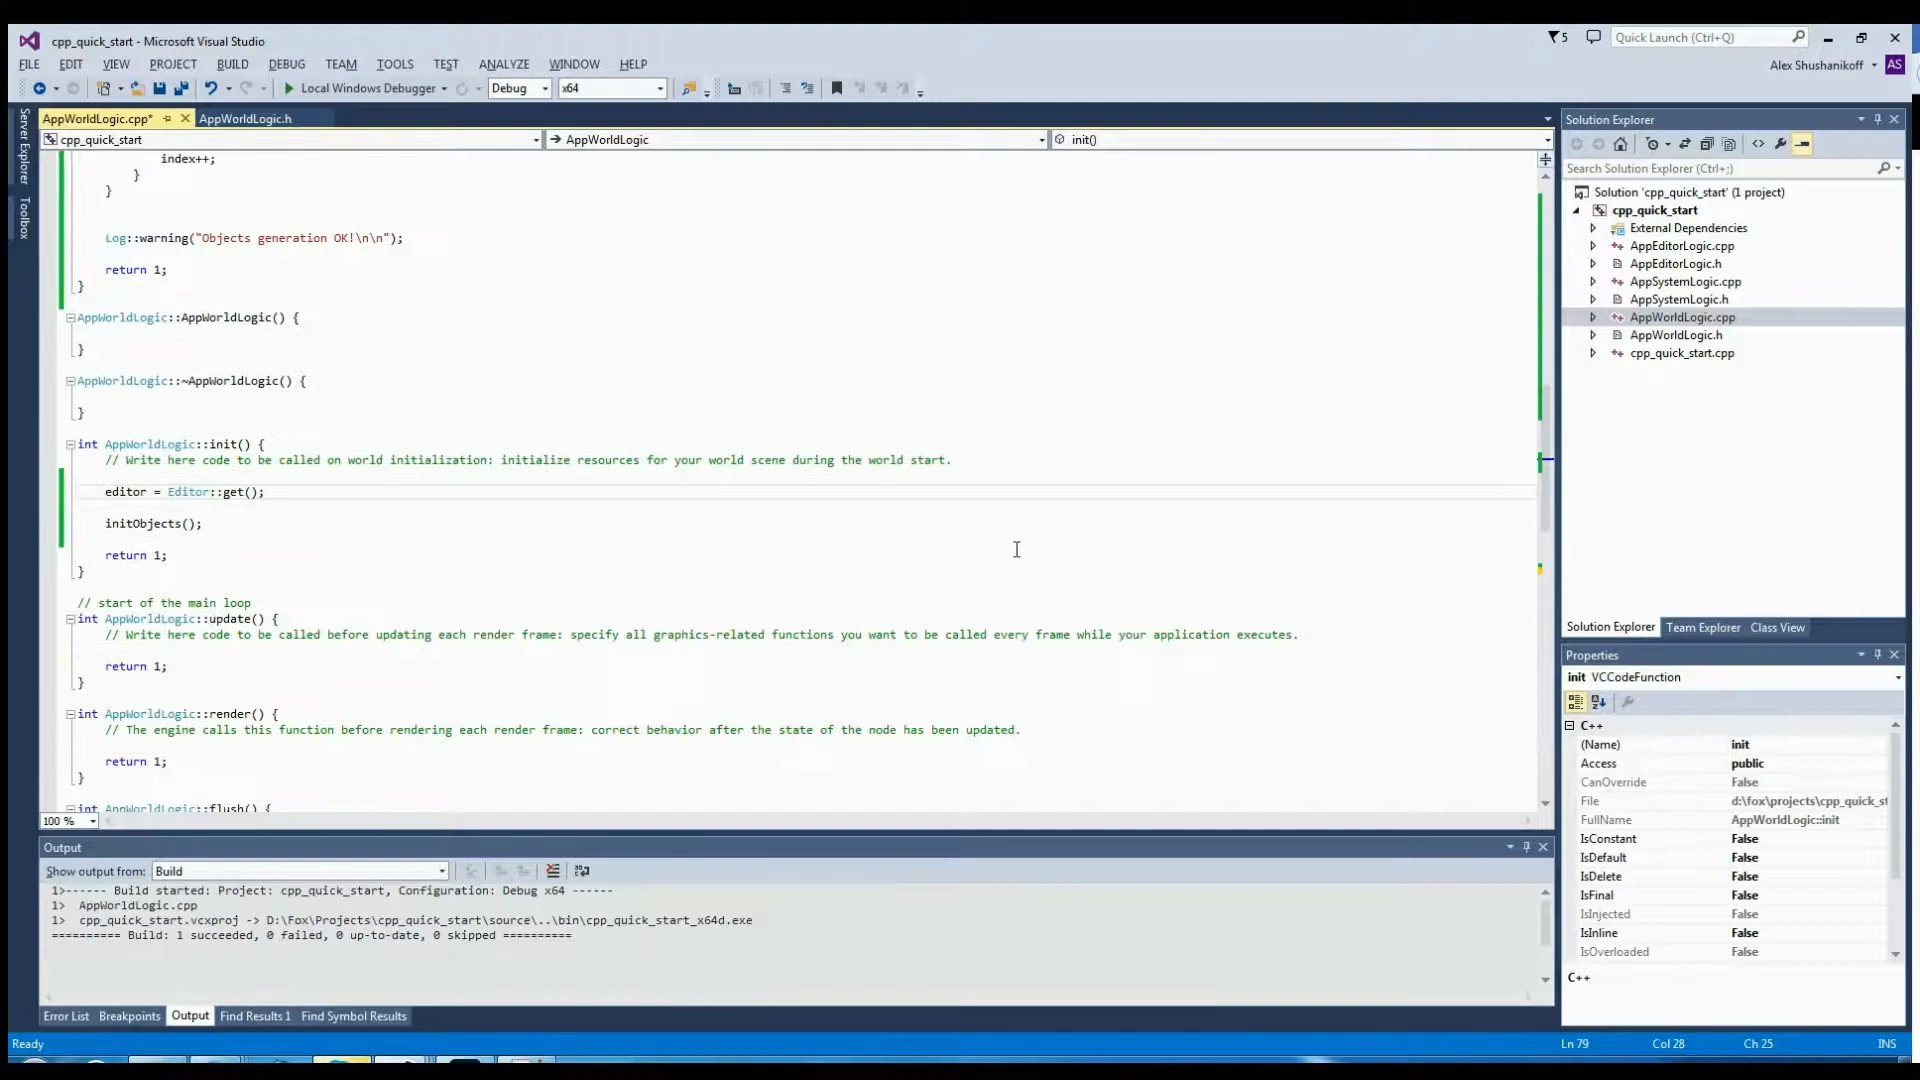 cpp_quick_start - Microsoft Visual Studio
5
Quick Launch (Ctrl+Q)
FILE EDIT VIEW PROJECT BUILD DEBUG TEAM TOOLS TEST ANALYZE WINDOW HELP
Alex Shushanikoff AS
Local Windows Debugger Debug x64
Server Explorer
Toolbox
AppWorldLogic.cpp* AppWorldLogic.h
cpp_quick_start AppWorldLogic init()
index++;
}
}
Log::warning("Objects generation OK!\n\n");
return 1;
}
AppWorldLogic::AppWorldLogic() {
}
AppWorldLogic::~AppWorldLogic() {
}
int AppWorldLogic::init() {
// Write here code to be called on world initialization: initialize resources for your world scene during the world start.
editor = Editor::get();
initObjects();
return 1;
}
// start of the main loop
int AppWorldLogic::update() {
// Write here code to be called before updating each render frame: specify all graphics-related functions you want to be called every frame while your application executes.
return 1;
}
int AppWorldLogic::render() {
// The engine calls this function before rendering each render frame: correct behavior after the state of the node has been updated.
return 1;
}
int AppWorldLogic::flush() {
100 %
Output
Show output from: Build
1>------ Build started: Project: cpp_quick_start, Configuration: Debug x64 ------
1> AppWorldLogic.cpp
1> cpp_quick_start.vcxproj -> D:\Fox\Projects\cpp_quick_start\source\..\bin\cpp_quick_start_x64d.exe
========== Build: 1 succeeded, 0 failed, 0 up-to-date, 0 skipped ==========
Error List Breakpoints Output Find Results 1 Find Symbol Results
Solution Explorer
Search Solution Explorer (Ctrl+;)
Solution 'cpp_quick_start' (1 project)
cpp_quick_start
External Dependencies
AppEditorLogic.cpp
AppEditorLogic.h
AppSystemLogic.cpp
AppSystemLogic.h
AppWorldLogic.cpp
AppWorldLogic.h
cpp_quick_start.cpp
Solution Explorer Team Explorer Class View
Properties
init VCCodeFunction
C++
(Name) init
Access public
CanOverride False
File d:\fox\projects\cpp_quick_st
FullName AppWorldLogic::init
IsConstant False
IsDefault False
IsDelete False
IsFinal False
IsInjected False
IsInline False
IsOverloaded False
C++
Ready Ln 79 Col 28 Ch 25 INS